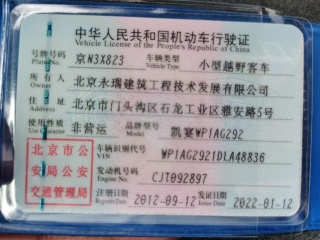 中华人民共和国机动车行驶证
Vehicle License of the People's Republic of China
号牌号码 京N3X823 车辆类型 小型越野客车
Plate No. Vehicle Type
所有人 北京永瑞建筑工程技术发展有限公司
Owner
住址 北京市门头沟区石龙工业区雅安路5号
Address
使用性质 非营运 品牌型号 凯宴WP1AG292
Use Character Model
北京市公安局公安交通管理局
车辆识别代号 WP1AG2921DLA48836
VIN
发动机号码 CJT092897
Engine No.
注册日期 2012-09-12 发证日期 2022-01-12
Register Date Issue Date